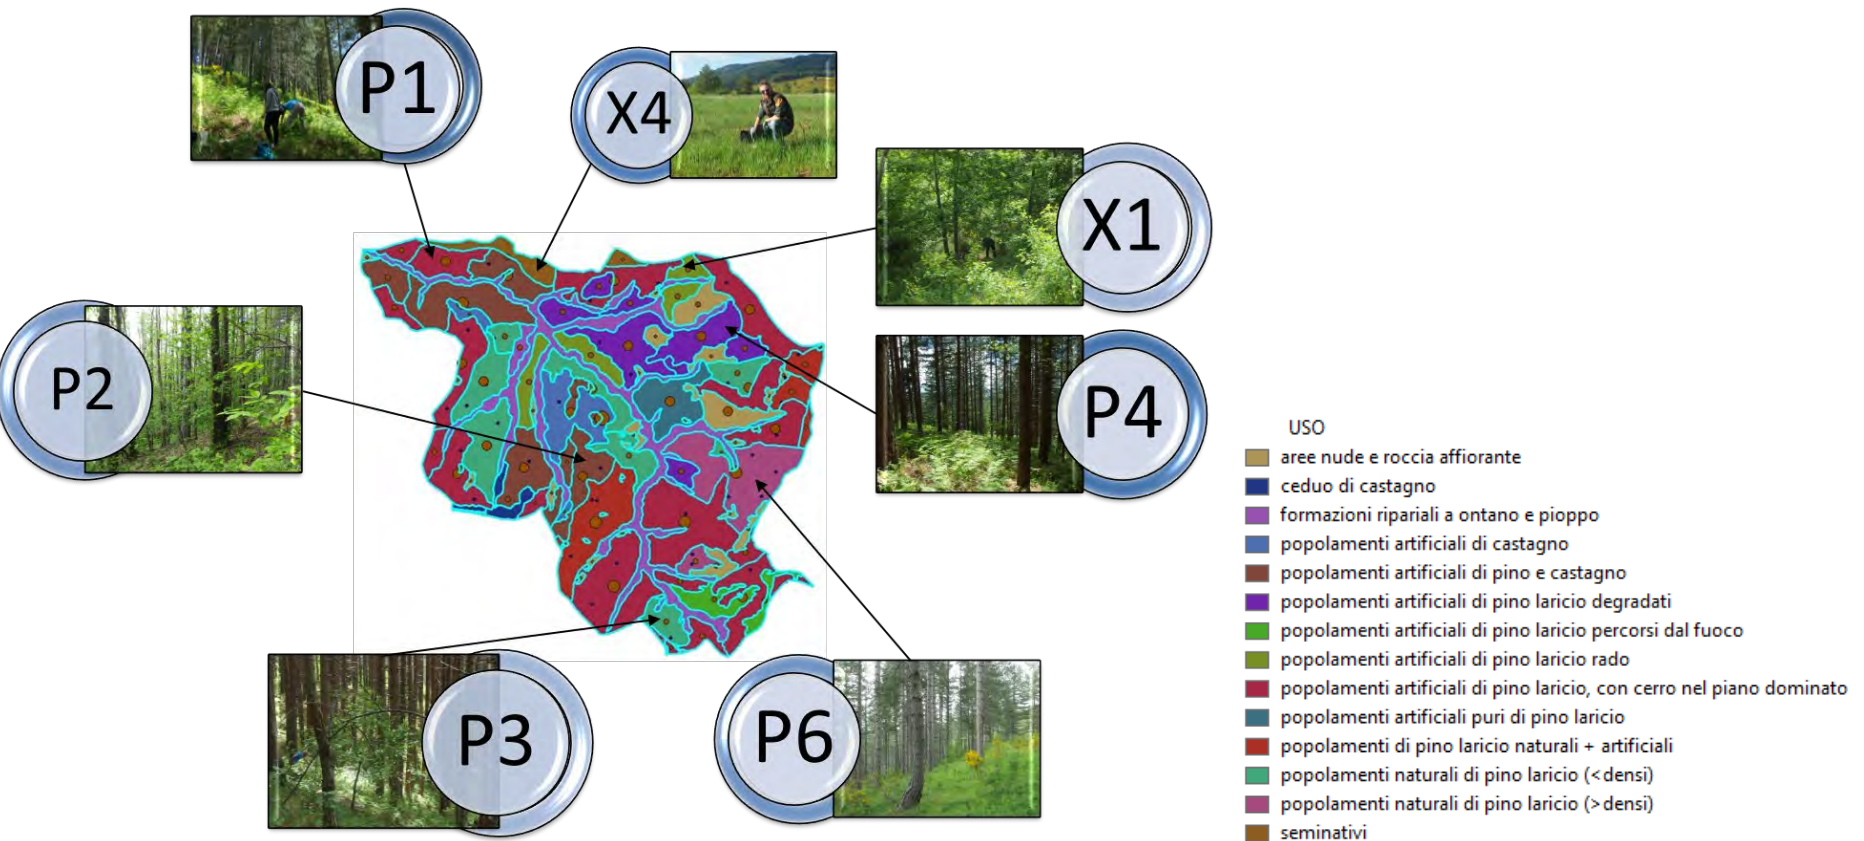 P1
X4
X1
P2
P4
P3
P6
USO
aree nude e roccia affiorante
ceduo di castagno
formazioni ripariali a ontano e pioppo
popolamenti artificiali di castagno
popolamenti artificiali di pino e castagno
popolamenti artificiali di pino laricio degradati
popolamenti artificiali di pino laricio percorsi dal fuoco
popolamenti artificiali di pino laricio rado
popolamenti artificiali di pino laricio, con cerro nel piano dominato
popolamenti artificiali puri di pino laricio
popolamenti di pino laricio naturali + artificiali
popolamenti naturali di pino laricio (<densi)
popolamenti naturali di pino laricio (>densi)
seminativi